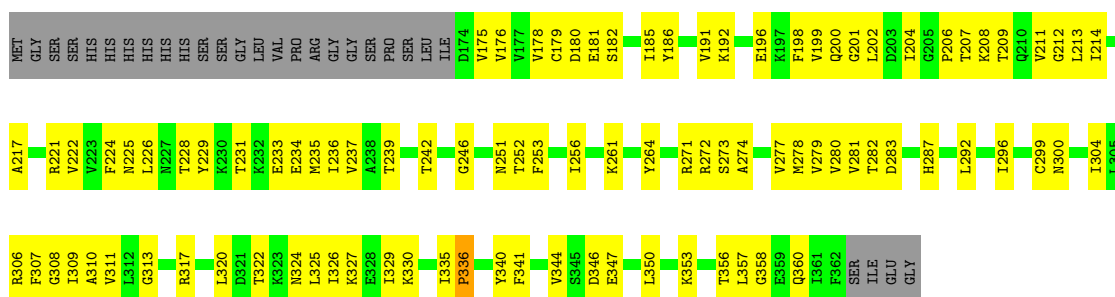 MET GLY SER SER HIS HIS HIS HIS HIS HIS SER SER GLY LEU VAL PRO ARG GLY GLY SER PRO SER LEU ILE D174 V175 V176 V177 V178 C179 D180 E181 S182 I185 Y186 V191 K192 E196 K197 F198 V199 Q200 G201 L202 D203 I204 G205 P206 T207 K208 T209 Q210 V211 G212 L213 I214
A217 R221 V222 V223 F224 N225 L226 N227 T228 Y229 K230 T231 K232 E233 E234 M235 I236 V237 A238 T239 T242 G246 N251 T252 F253 I256 K261 Y264 R271 R272 S273 A274 V277 M278 V279 V280 V281 T282 D283 H287 L292 I296 C299 N300 I304 L305
R306 F307 G308 I309 A310 V311 L312 G313 R317 L320 D321 T322 K323 N324 L325 I326 K327 E328 I329 K330 I335 P336 Y340 F341 V344 S345 D346 E347 L350 K353 T356 L357 G358 E359 Q360 I361 F362 SER ILE GLU GLY